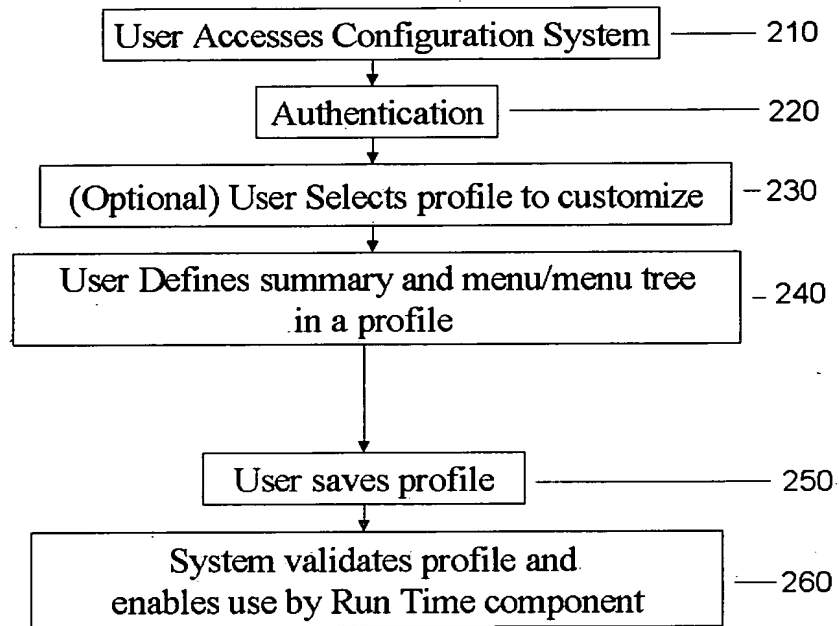 User Accesses Configuration System 210
Authentication 220
(Optional) User Selects profile to customize 230
User Defines summary and menu/menu tree
in a profile 240
User saves profile 250
System validates profile and
enables use by Run Time component 260